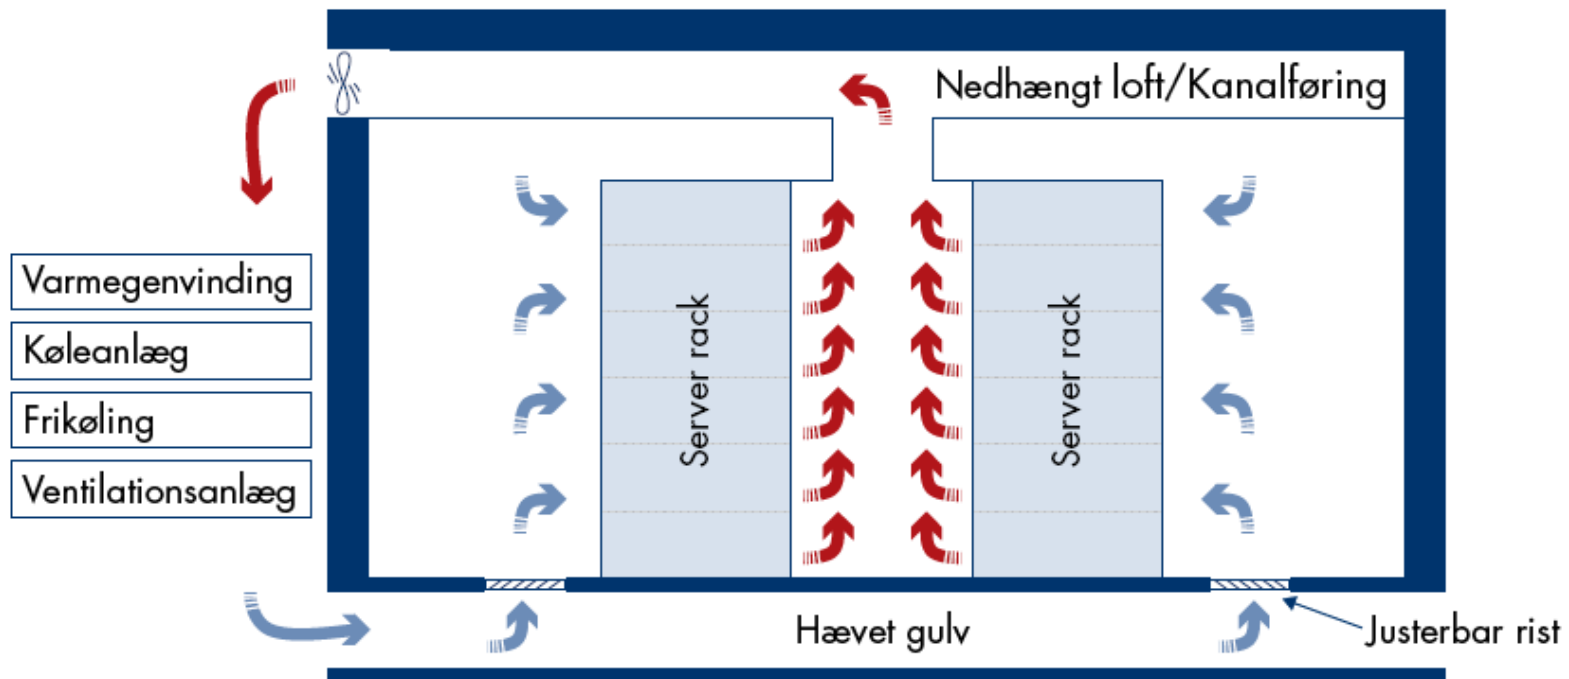 Nedhængt loft/Kanalføring
Varmegenvinding
Køleanlæg
Frikøling
Ventilationsanlæg
Server rack
Server rack
Hævet gulv
Justerbar rist